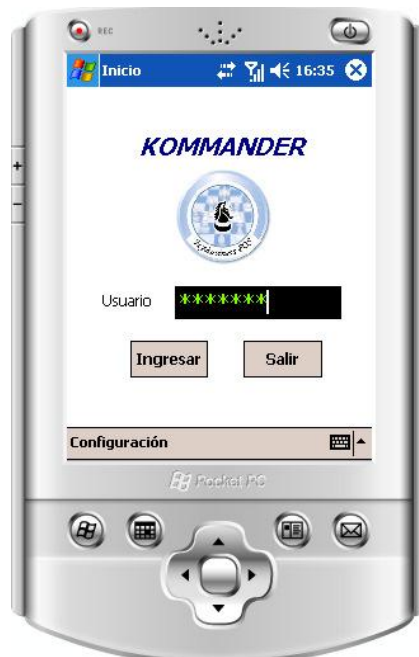 REC
Inicio 16:35
KOMMANDER
Usuario *******
Ingresar Salir
Configuración
Pocket PC